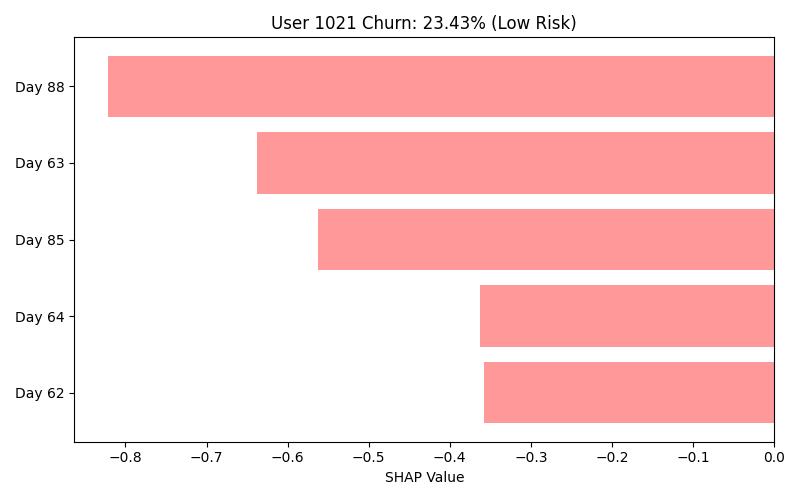 User 1021 Churn: 23.43% (Low Risk)
Day 88
Day 63
Day 85
Day 64
Day 62
−0.8 −0.7 −0.6 −0.5 −0.4 −0.3 −0.2 −0.1 0.0
SHAP Value